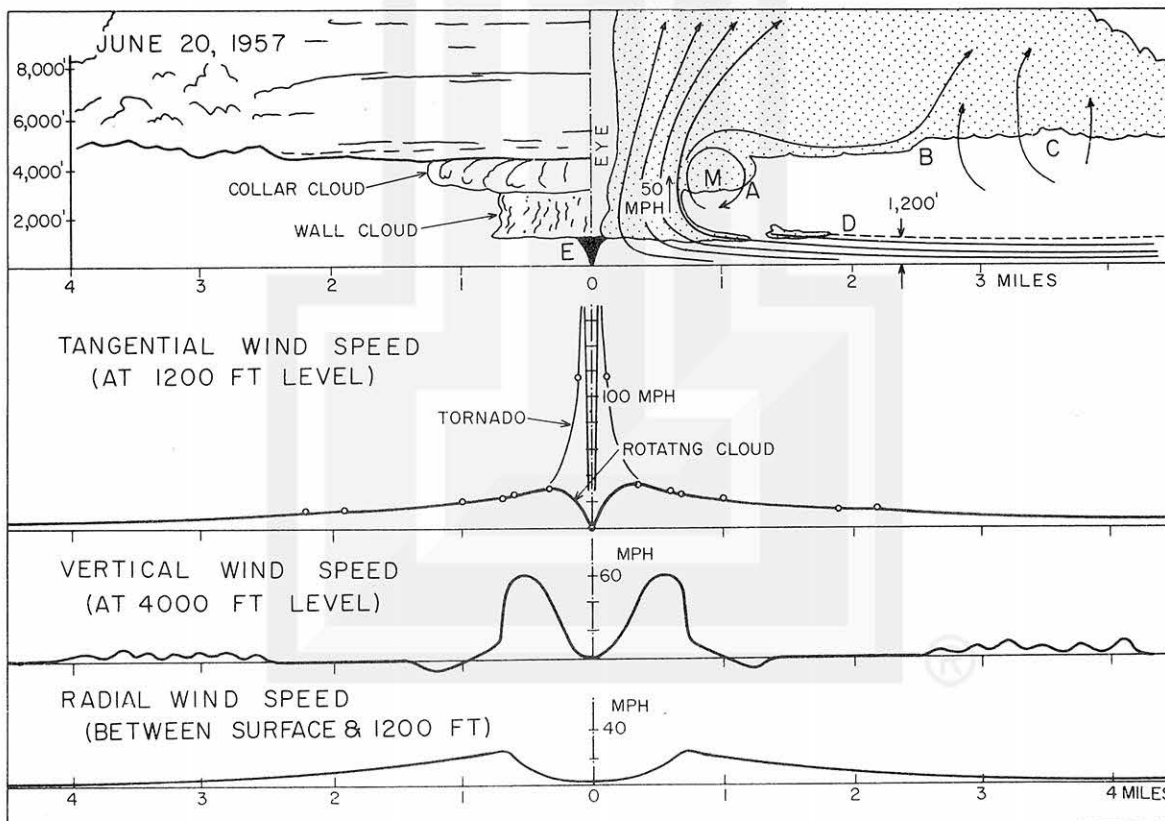 JUNE 20, 1957
8,000'
6,000'
4,000'
2,000'
COLLAR CLOUD
WALL CLOUD
EYE
E
50
MPH
M
A
B
C
D
1,200'
4
3
2
1
0
1
2
3 MILES
TANGENTIAL WIND SPEED
(AT 1200 FT LEVEL)
100 MPH
TORNADO
ROTATNG CLOUD
VERTICAL WIND SPEED
(AT 4000 FT LEVEL)
MPH
60
RADIAL WIND SPEED
(BETWEEN SURFACE & 1200 FT)
MPH
40
4 3 2 1 0 1 2 3 4 MILES
®